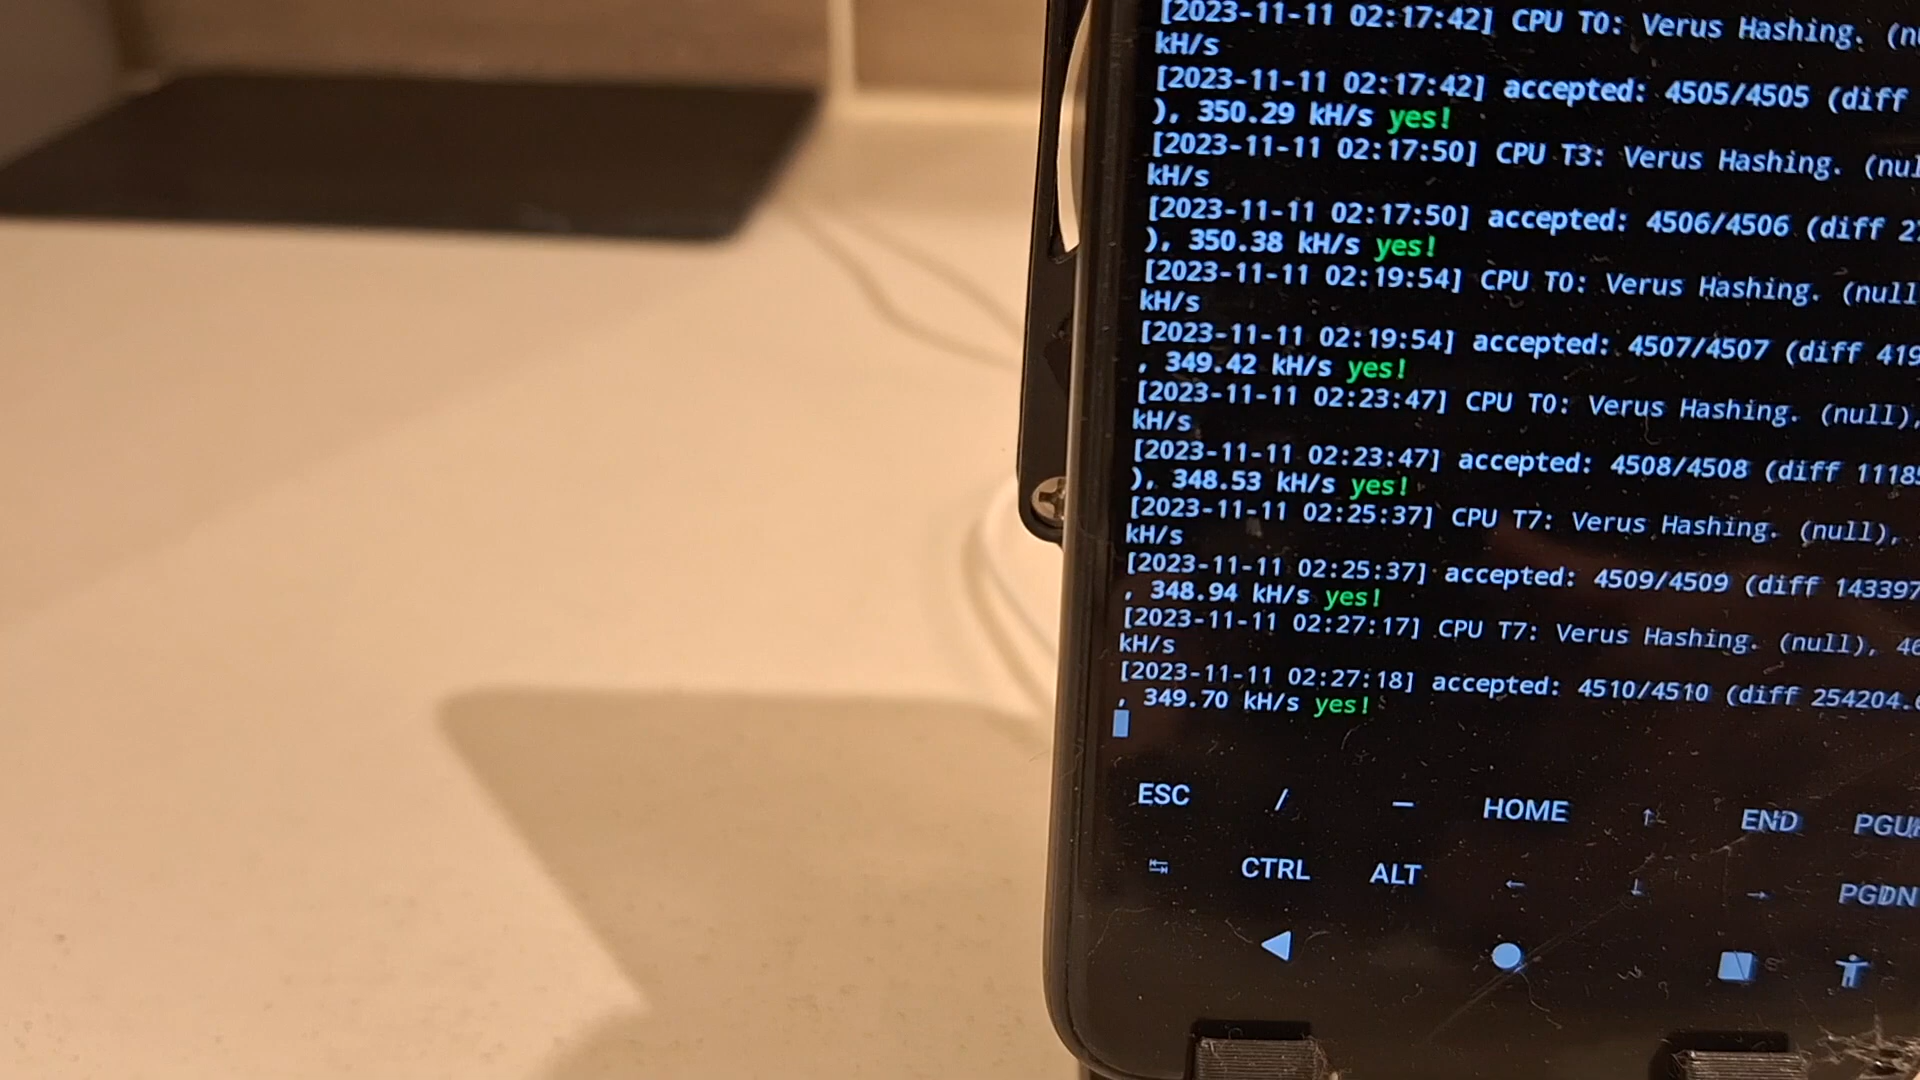 [2023-11-11 02:17:42] CPU T0: Verus Hashing.
kH/s
[2023-11-11 02:17:42] accepted: 4505/4505 (diff
), 350.29 kH/s yes!
[2023-11-11 02:17:50] CPU T3: Verus Hashing. (nul
kH/s
[2023-11-11 02:17:50] accepted: 4506/4506 (diff
), 350.38 kH/s yes!
[2023-11-11 02:19:54] CPU T0: Verus Hashing. (null
kH/s
[2023-11-11 02:19:54] accepted: 4507/4507 (diff 419
, 349.42 kH/s yes!
[2023-11-11 02:23:47] CPU T0: Verus Hashing. (null),
kH/s
[2023-11-11 02:23:47] accepted: 4508/4508 (diff 1118
), 348.53 kH/s yes!
[2023-11-11 02:25:37] CPU T7: Verus Hashing. (null),
kH/s
[2023-11-11 02:25:37] accepted: 4509/4509 (diff 143397
, 348.94 kH/s yes!
[2023-11-11 02:27:17] CPU T7: Verus Hashing. (null), 46
kH/s
[2023-11-11 02:27:18] accepted: 4510/4510 (diff 254204.
, 349.70 kH/s yes!
ESC / — HOME ↑ END PGUP
↹ CTRL ALT ← ↓ → PGDN